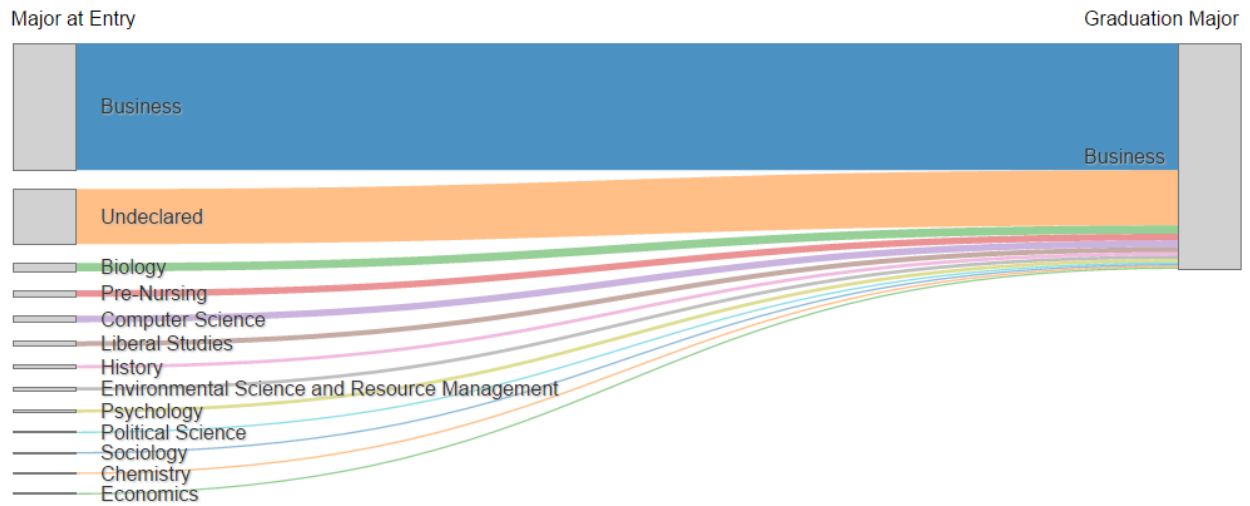 Major at Entry
Graduation Major
Business
Business
Undeclared
Biology
Pre-Nursing
Computer Science
Liberal Studies
History
Environmental Science and Resource Management
Psychology
Political Science
Sociology
Chemistry
Economics